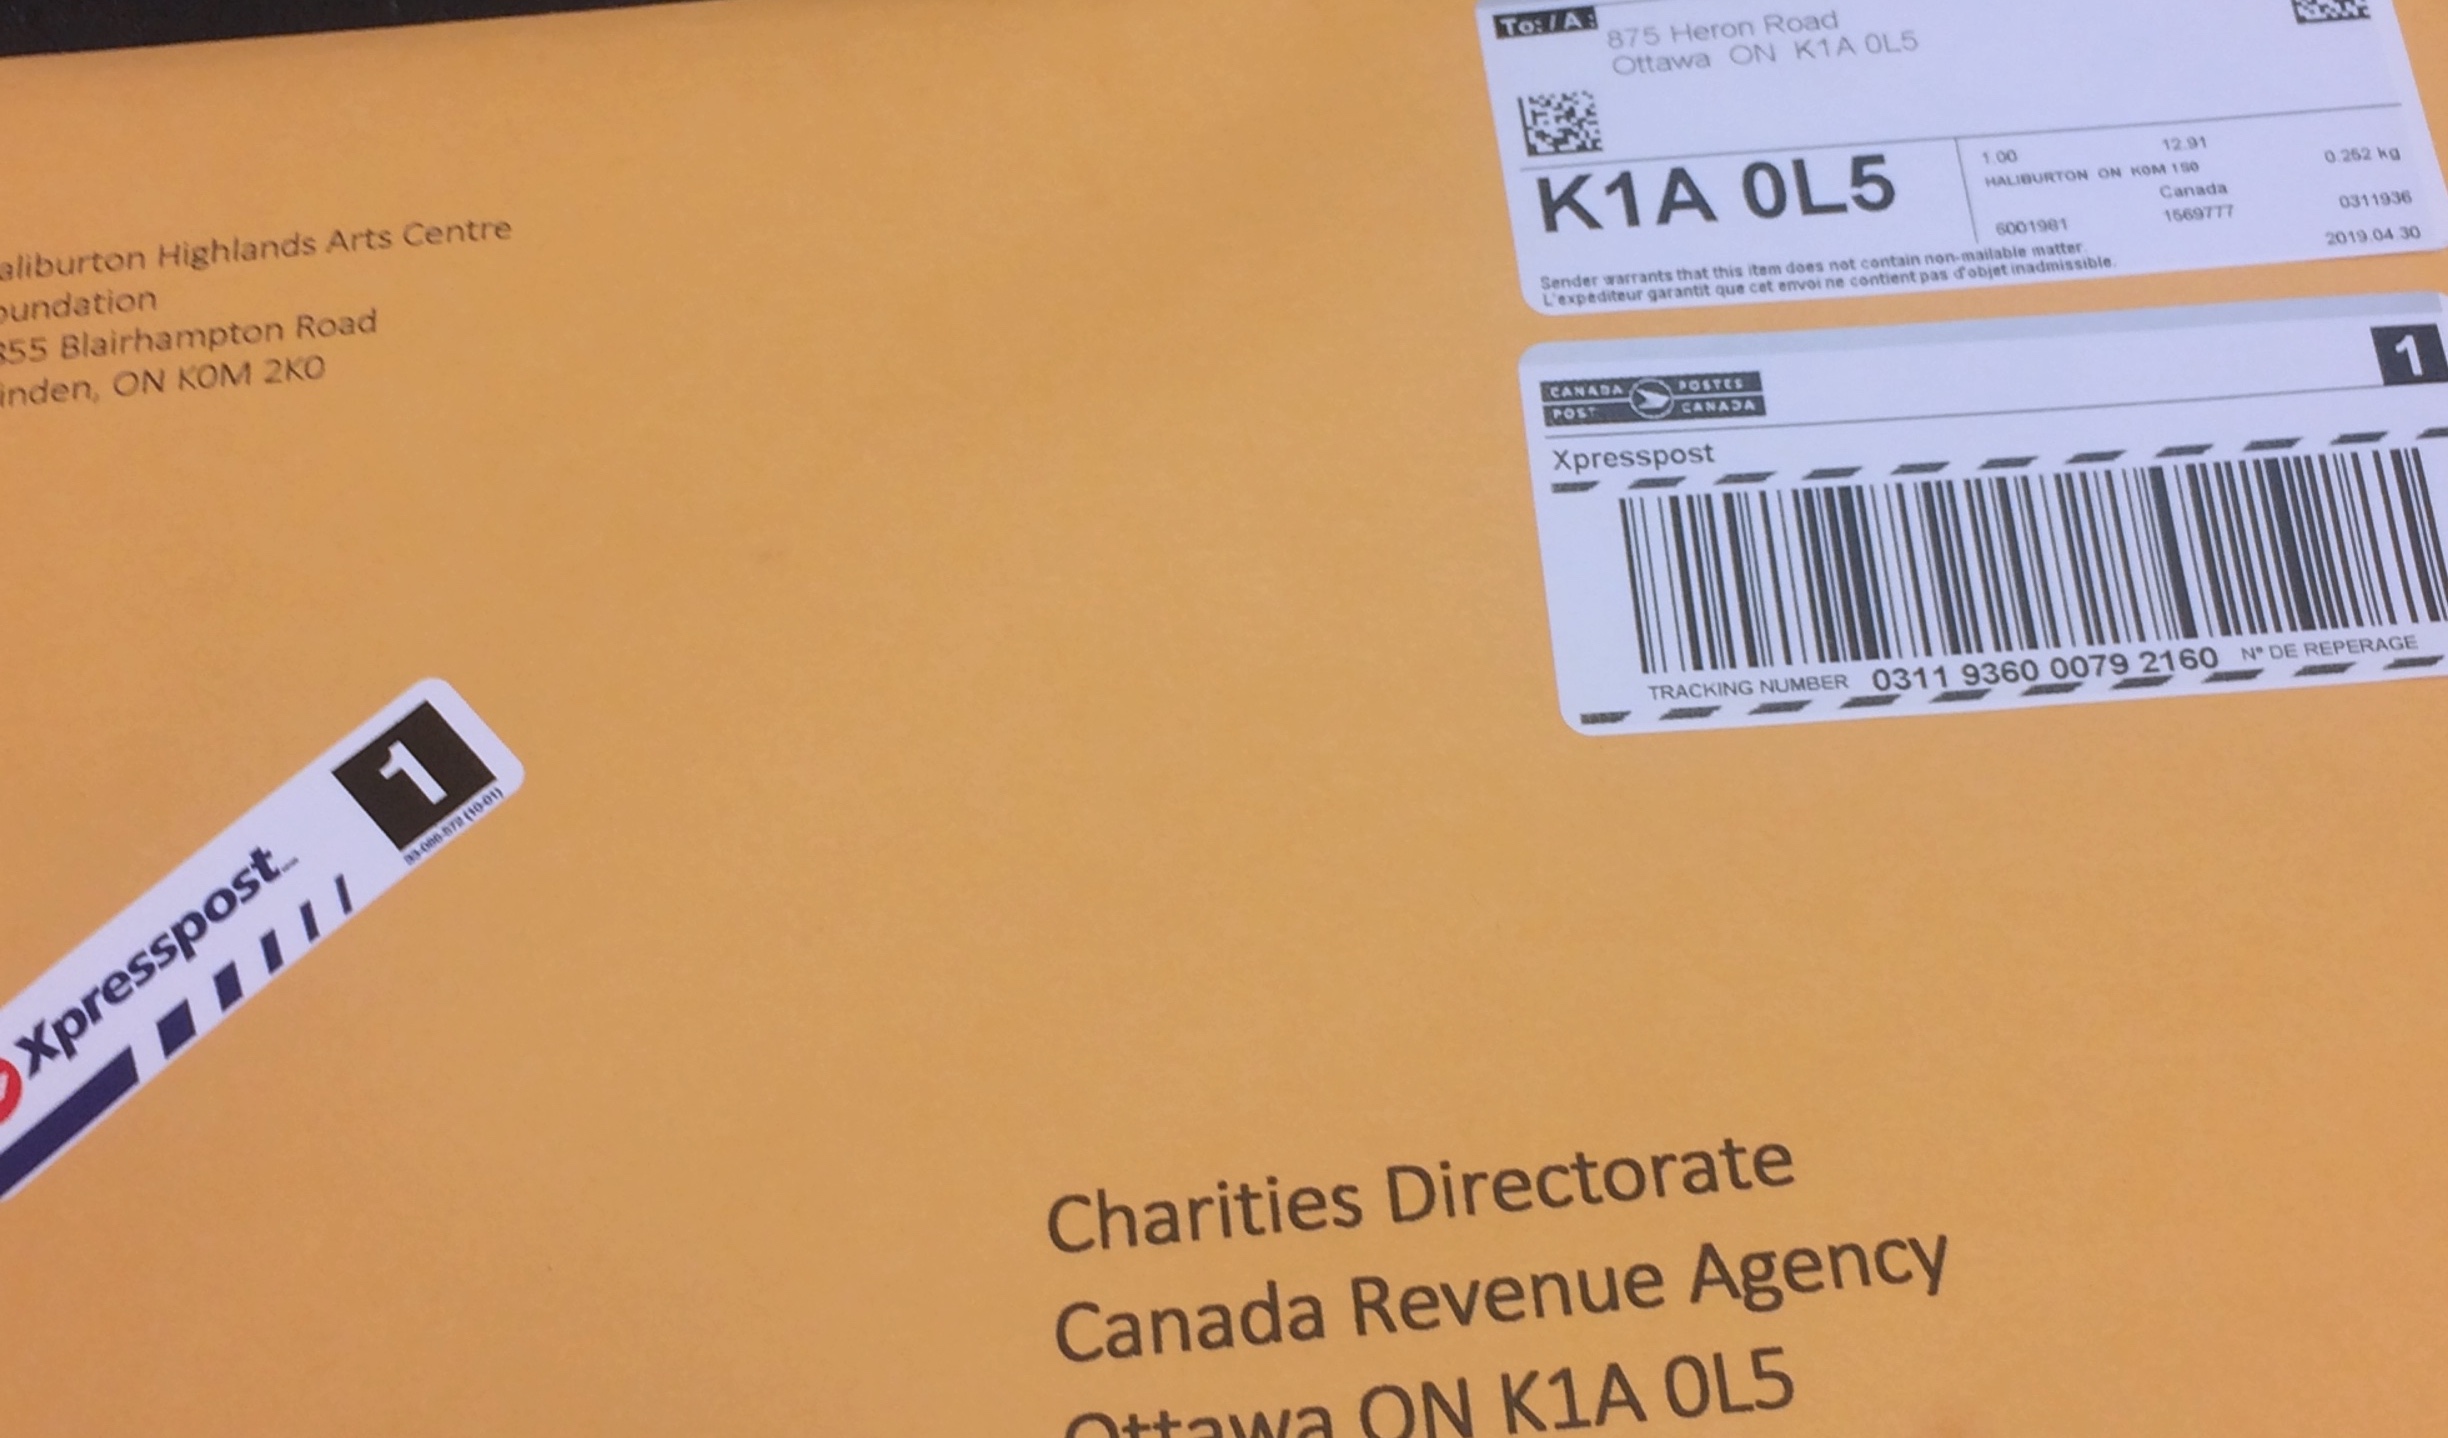 To: / A:
875 Heron Road
Ottawa ON K1A 0L5
K1A 0L5
1.00 12.91 0.252 kg
HALIBURTON ON K0M 1S0
Canada
6001981 1569777 0311936
2019.04.30
Sender warrants that this item does not contain non-mailable matter.
L'expéditeur garantit que cet envoi ne contient pas d'objet inadmissible.
aliburton Highlands Arts Centre
oundation
855 Blairhampton Road
inden, ON K0M 2K0
1
CANADA POSTES
POST CANADA
Xpresspost
TRACKING NUMBER 0311 9360 0079 2160 N° DE REPERAGE
1
Xpresspost
Charities Directorate
Canada Revenue Agency
Ottawa ON K1A 0L5